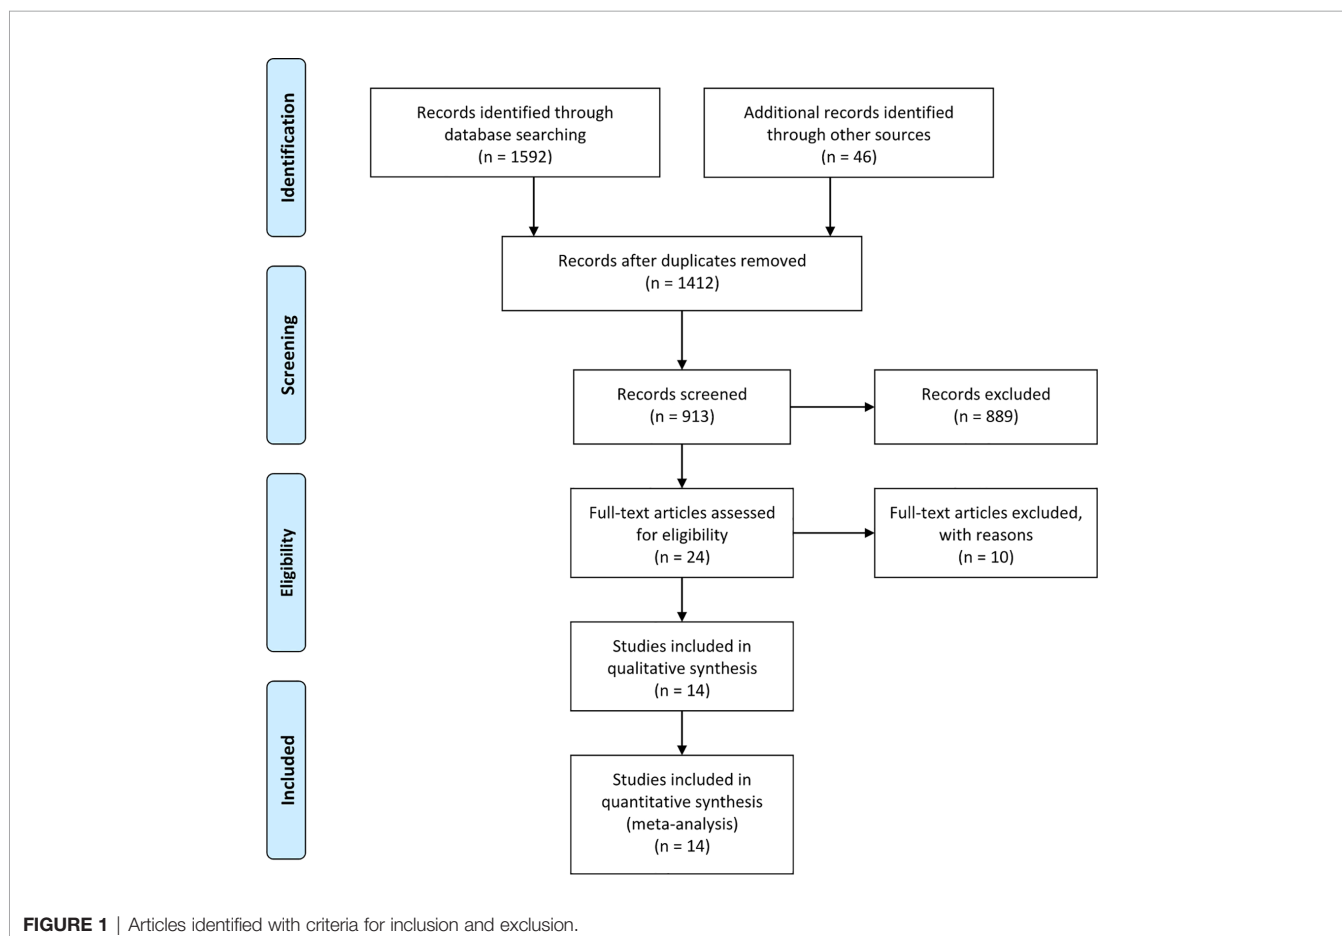 Identification
Records identified through
database searching
(n = 1592)
Additional records identified
through other sources
(n = 46)
Records after duplicates removed
(n = 1412)
Screening
Records screened
(n = 913)
Records excluded
(n = 889)
Eligibility
Full-text articles assessed
for eligibility
(n = 24)
Full-text articles excluded,
with reasons
(n = 10)
Studies included in
qualitative synthesis
(n = 14)
Included
Studies included in
quantitative synthesis
(meta-analysis)
(n = 14)
FIGURE 1 | Articles identified with criteria for inclusion and exclusion.